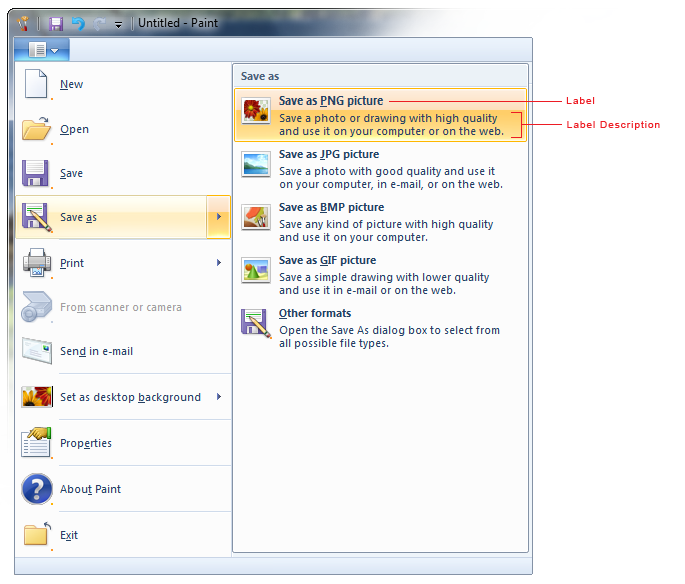 Untitled - Paint
New
Open
Save
Save as
Print
From scanner or camera
Send in e-mail
Set as desktop background
Properties
About Paint
Exit
Save as
Save as PNG picture
Save a photo or drawing with high quality
and use it on your computer or on the web.
Save as JPG picture
Save a photo with good quality and use it
on your computer, in e-mail, or on the web.
Save as BMP picture
Save any kind of picture with high quality
and use it on your computer.
Save as GIF picture
Save a simple drawing with lower quality
and use it in e-mail or on the web.
Other formats
Open the Save As dialog box to select from
all possible file types.
Label
Label Description